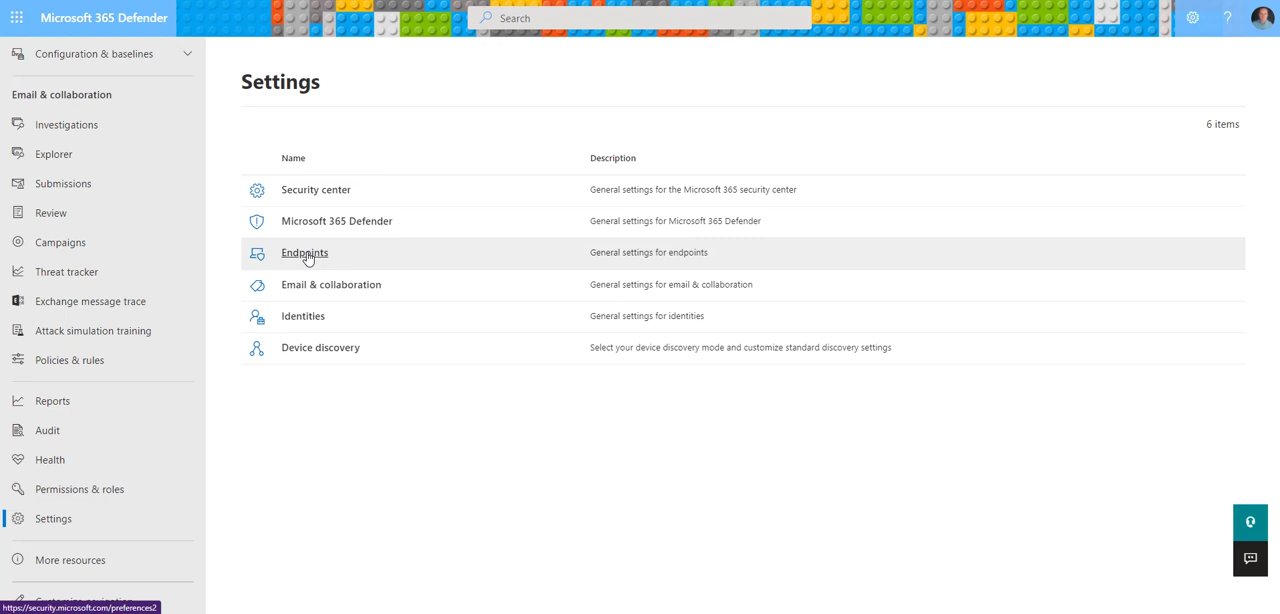 Microsoft 365 Defender
Search
?
Configuration & baselines
Email & collaboration
Investigations
Explorer
Submissions
Review
Campaigns
Threat tracker
Exchange message trace
Attack simulation training
Policies & rules
Reports
Audit
Health
Permissions & roles
Settings
More resources
Customize navigation
https://security.microsoft.com/preferences2
Settings
6 items
Name Description
Security center General settings for the Microsoft 365 security center
Microsoft 365 Defender General settings for Microsoft 365 Defender
Endpoints General settings for endpoints
Email & collaboration General settings for email & collaboration
Identities General settings for identities
Device discovery Select your device discovery mode and customize standard discovery settings